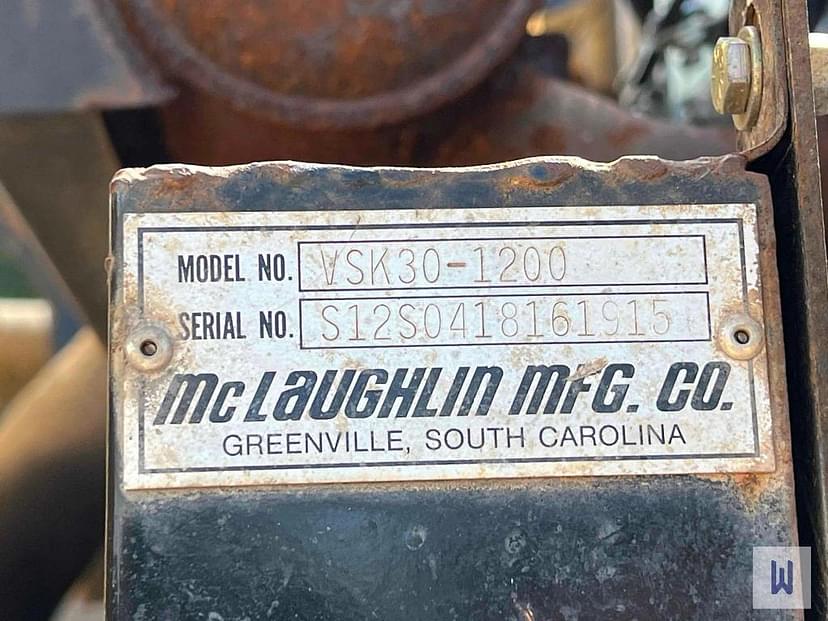 MODEL NO. VSK30-1200
SERIAL NO. S12S0418161915
McLAUGHLIN MFG. CO.
GREENVILLE, SOUTH CAROLINA
W